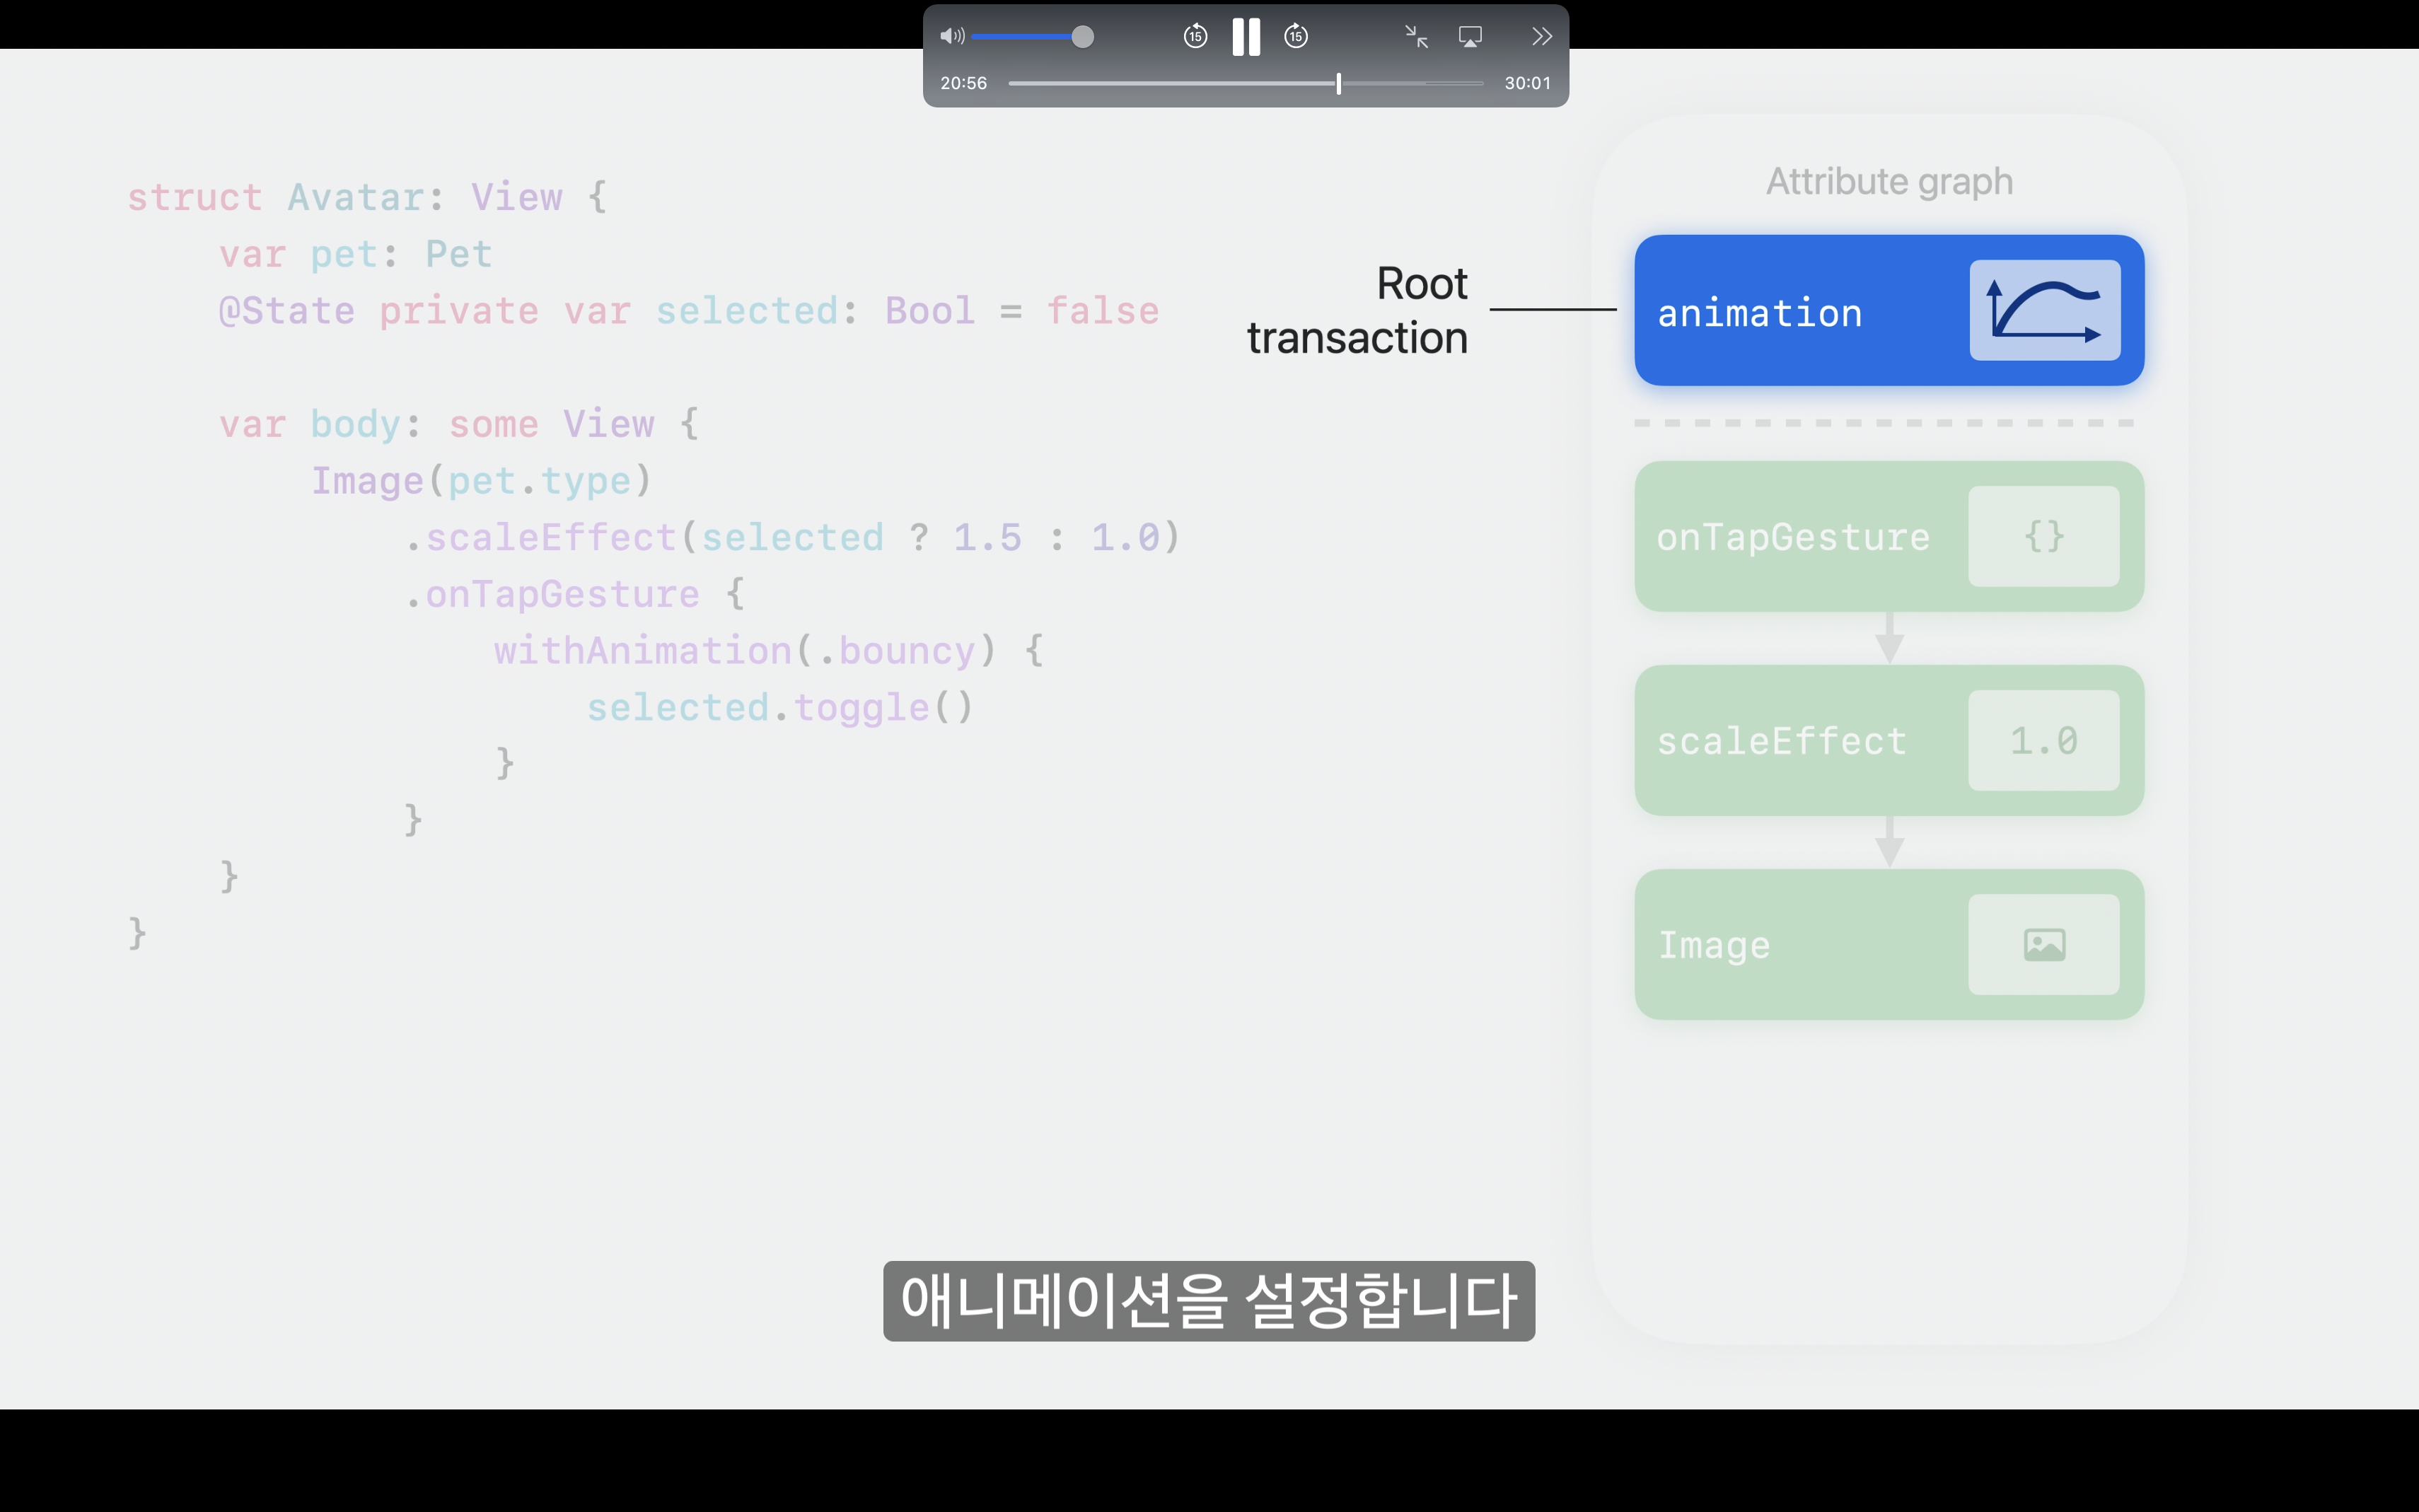 15
15
20:56
30:01
struct Avatar: View {
    var pet: Pet
    @State private var selected: Bool = false
    var body: some View {
        Image(pet.type)
            .scaleEffect(selected ? 1.5 : 1.0)
            .onTapGesture {
                withAnimation(.bouncy) {
                    selected.toggle()
                }
            }
    }
}
Root
transaction
Attribute graph
animation
onTapGesture {}
scaleEffect 1.0
Image
애니메이션을 설정합니다